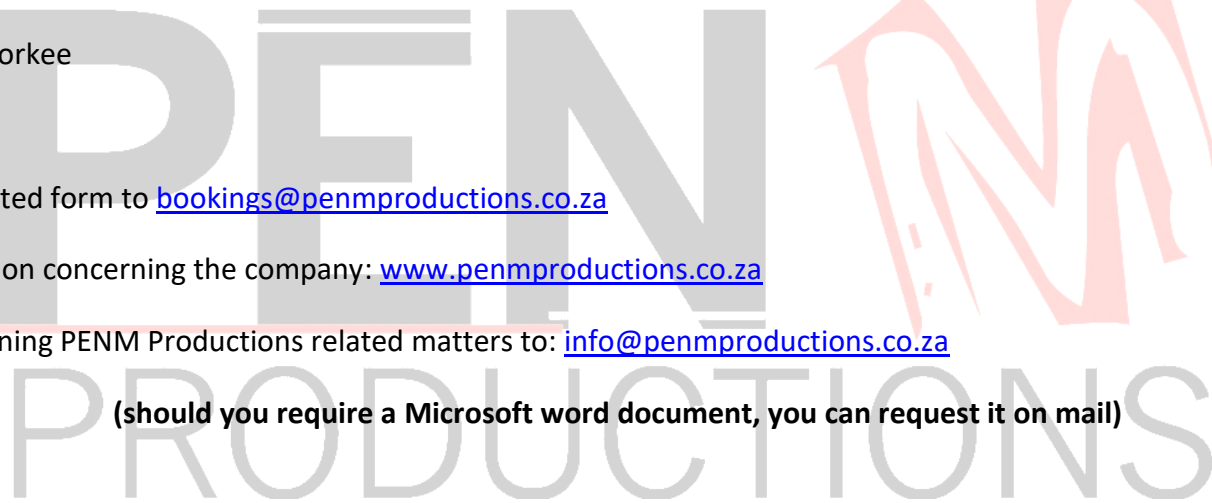 orkee
ted form to bookings@penmproductions.co.za
on concerning the company: www.penmproductions.co.za
ning PENM Productions related matters to: info@penmproductions.co.za
(should you require a Microsoft word document, you can request it on mail)
PEN M
PRODUCTIONS